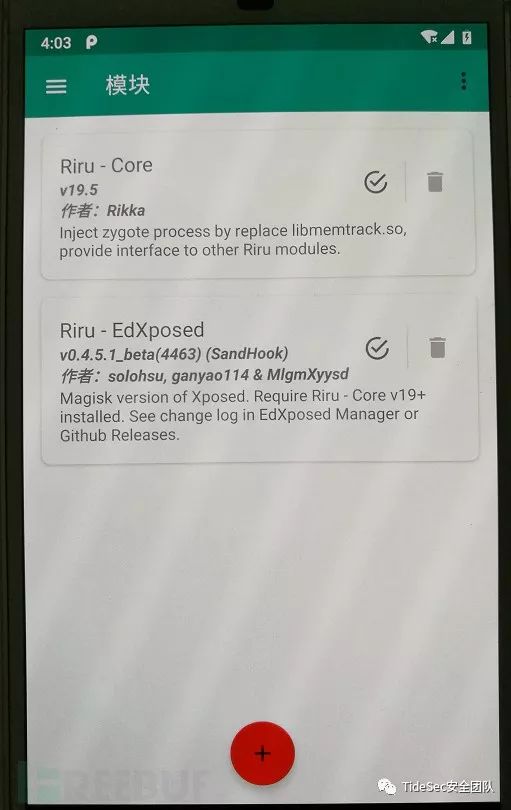 4:03
模块
Riru - Core
v19.5
作者：Rikka
Inject zygote process by replace libmemtrack.so,
provide interface to other Riru modules.
Riru - EdXposed
v0.4.5.1_beta(4463) (SandHook)
作者：solohsu, ganyao114 & MlgmXyysd
Magisk version of Xposed. Require Riru - Core v19+
installed. See change log in EdXposed Manager or
Github Releases.
REEBUF
TideSec安全团队